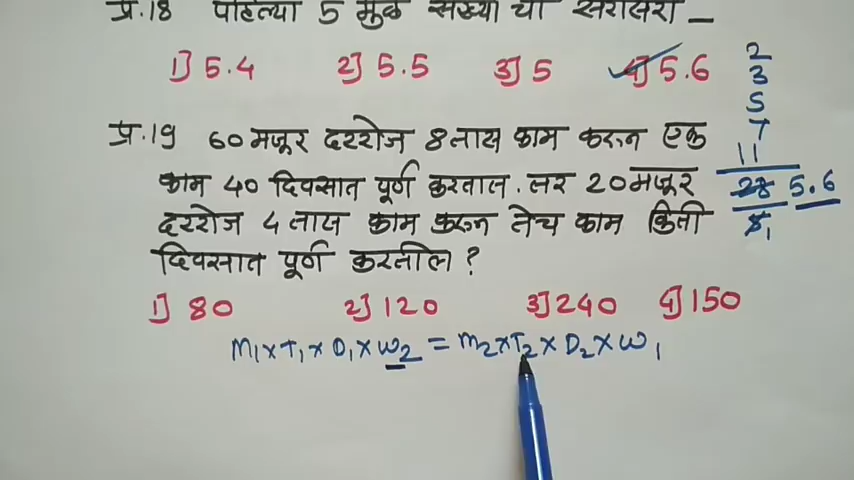 प्र.18 पहिल्या 5 मुळ संख्या ची सरासरी _
1) 5.4 2) 5.5 3) 5 4) 5.6
2
3
5
7
11
28 5.6
5 1
प्र.19 60 मजूर दररोज 8 तास काम करून एक
काम 40 दिवसात पूर्ण करतात. तर 20 मजूर
दररोज 4 तास काम करून तेच काम किती
दिवसात पूर्ण करतील ?
1) 80 2) 120 3) 240 4) 150
M₁×T₁×D₁×W₂ = M₂×T₂×D₂×W₁